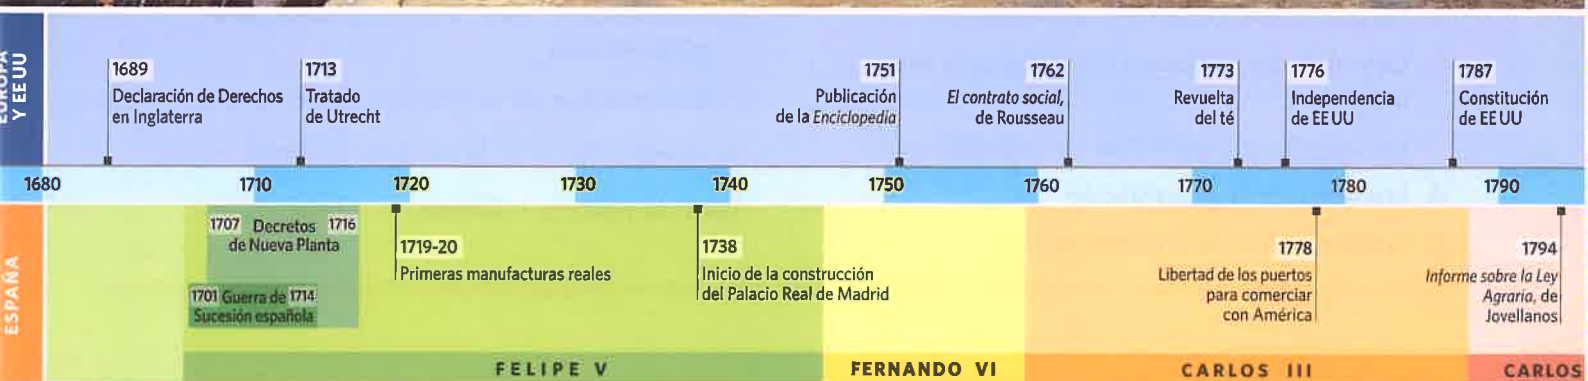 EUROPA
Y EE UU
1689
Declaración de Derechos
en Inglaterra
1713
Tratado
de Utrecht
1751
Publicación
de la Enciclopedia
1762
El contrato social,
de Rousseau
1773
Revuelta
del té
1776
Independencia
de EE UU
1787
Constitución
de EE UU
1680 1710 1720 1730 1740 1750 1760 1770 1780 1790
ESPAÑA
1707 Decretos 1716
de Nueva Planta
1701 Guerra de 1714
Sucesión española
1719-20
Primeras manufacturas reales
1738
Inicio de la construcción
del Palacio Real de Madrid
1778
Libertad de los puertos
para comerciar
con América
1794
Informe sobre la Ley
Agraria, de
Jovellanos
FELIPE V
FERNANDO VI
CARLOS III
CARLOS